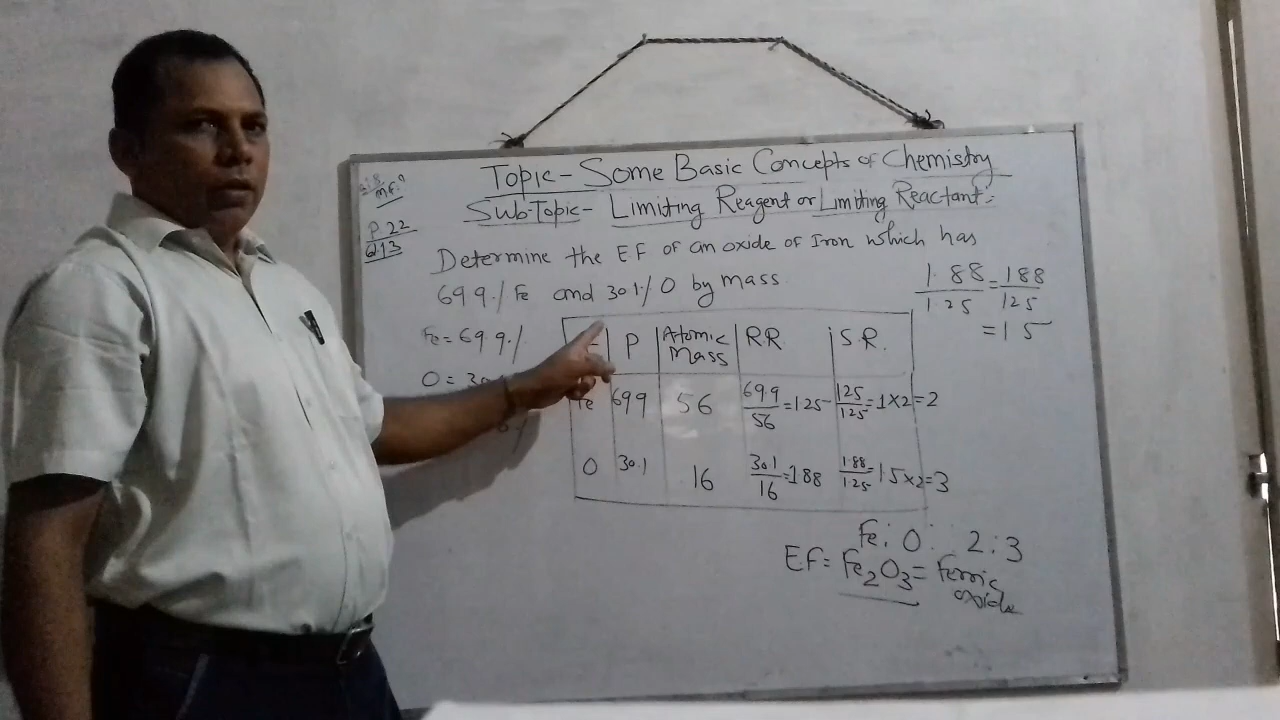 Topic- Some Basic Concepts of Chemistry
Sub-Topic- Limiting Reagent or Limiting Reactant:
P.22
Q13
Determine the EF of an oxide of Iron which has
69.9./ Fe and 30.1/ O by mass
Fe = 69.9./
O = 30
P Atomic Mass RR. S.R.
Fe 69.9 56 69.9/56 = 1.25 1.25/1.25 = 1×2=2
O 30.1 16 30.1/16 = 1.88 1.88/1.25 = 1.5×2=3
1.88/1.25 = 188/125
= 1.5
Fe: O: 2:3
EF = Fe2O3 = Ferric
oxide